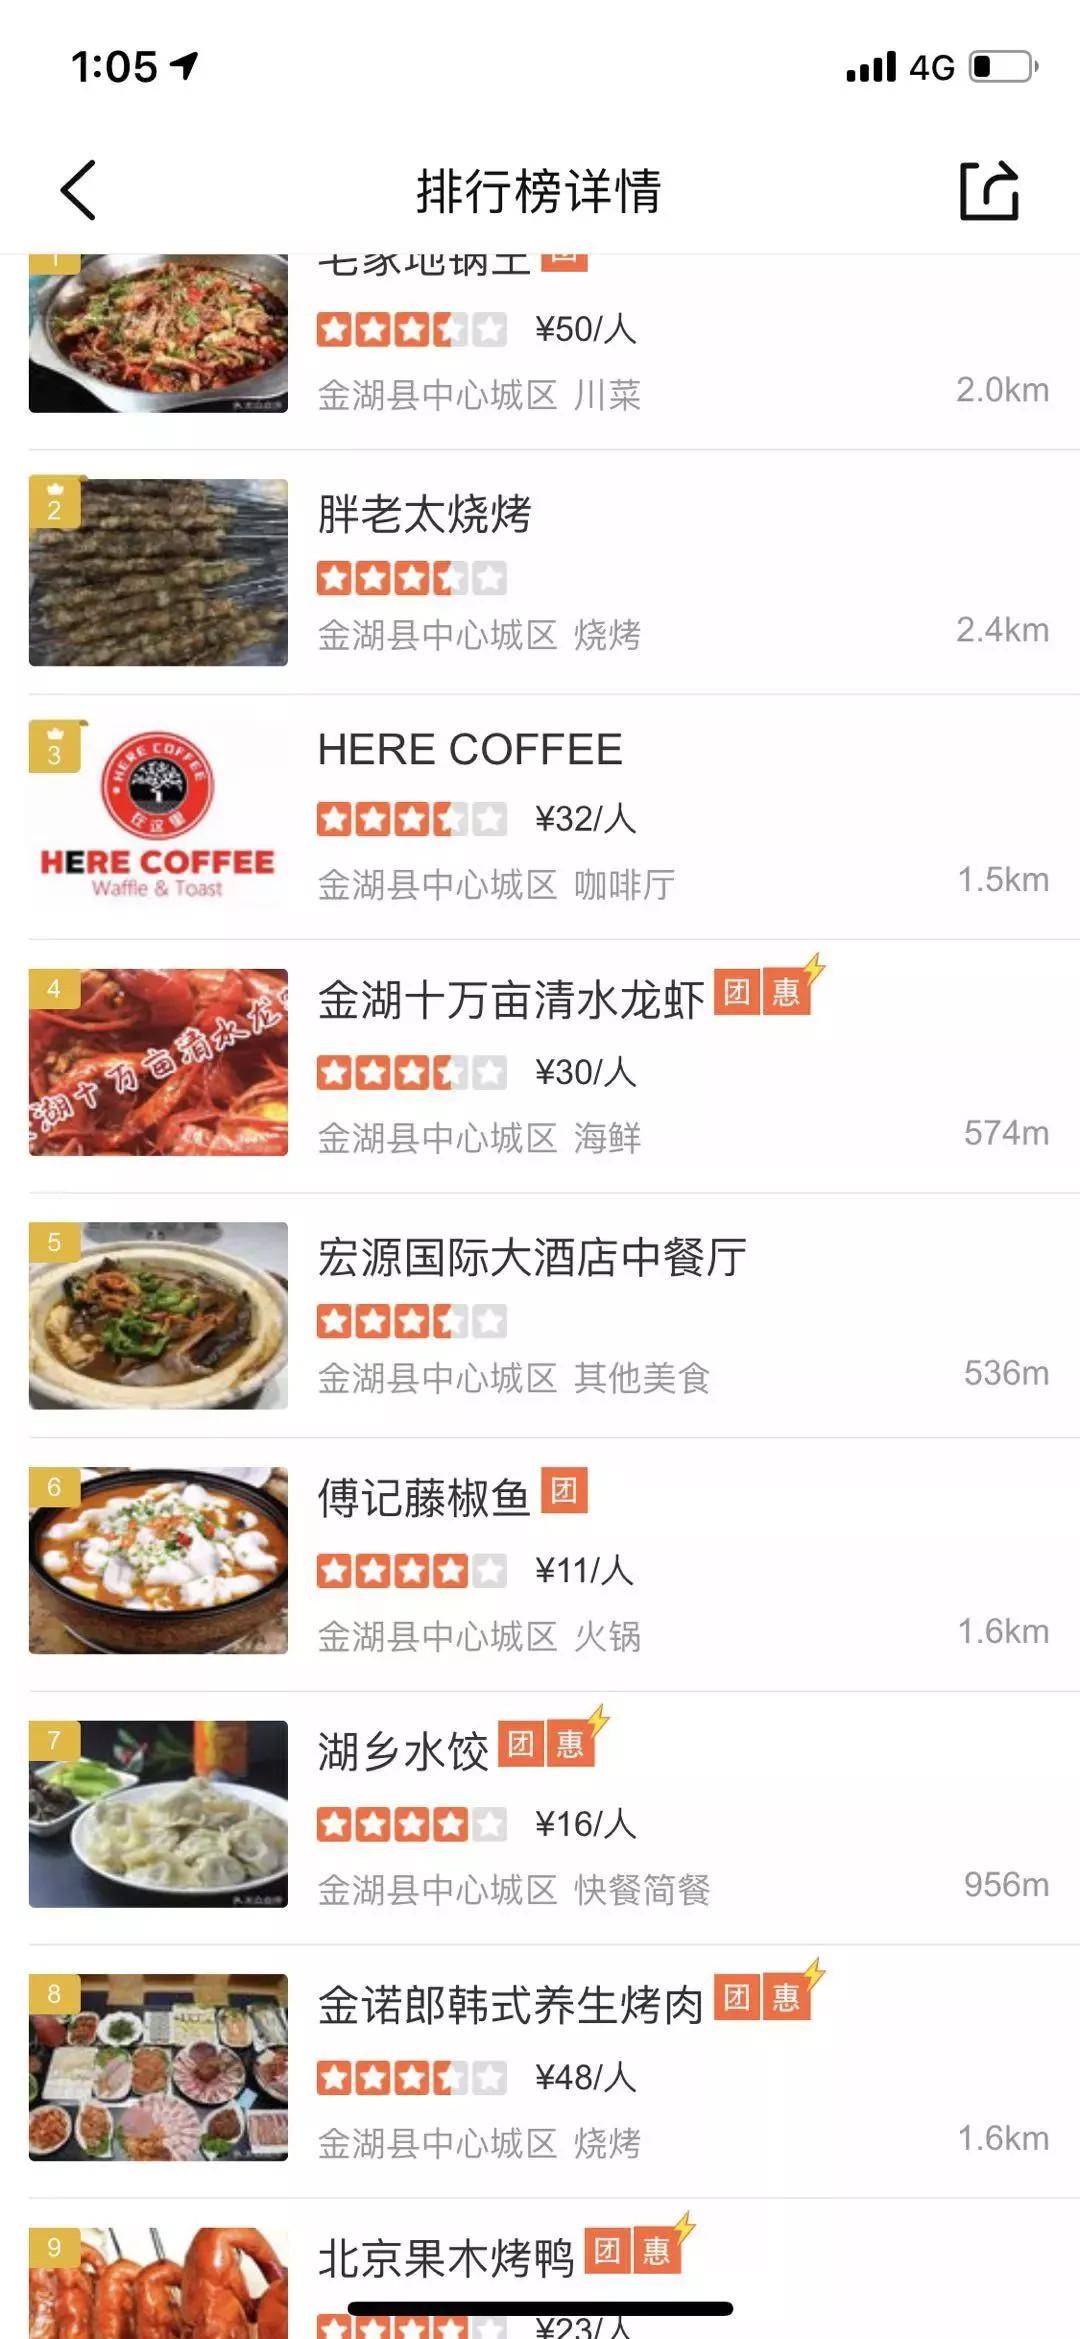 1:05
4G
排行榜详情
1
¥50/人
金湖县中心城区 川菜
2.0km
2
胖老太烧烤
金湖县中心城区 烧烤
2.4km
3
HERE COFFEE
在这里
HERE COFFEE
Waffle & Toast
HERE COFFEE
¥32/人
金湖县中心城区 咖啡厅
1.5km
4
金湖十万亩清水龙虾 团 惠
湖十万亩清水龙
¥30/人
金湖县中心城区 海鲜
574m
5
宏源国际大酒店中餐厅
金湖县中心城区 其他美食
536m
6
傅记藤椒鱼 团
¥11/人
金湖县中心城区 火锅
1.6km
7
湖乡水饺 团 惠
¥16/人
金湖县中心城区 快餐简餐
956m
8
金诺郎韩式养生烤肉 团 惠
¥48/人
金湖县中心城区 烧烤
1.6km
9
北京果木烤鸭 团 惠
¥23/人